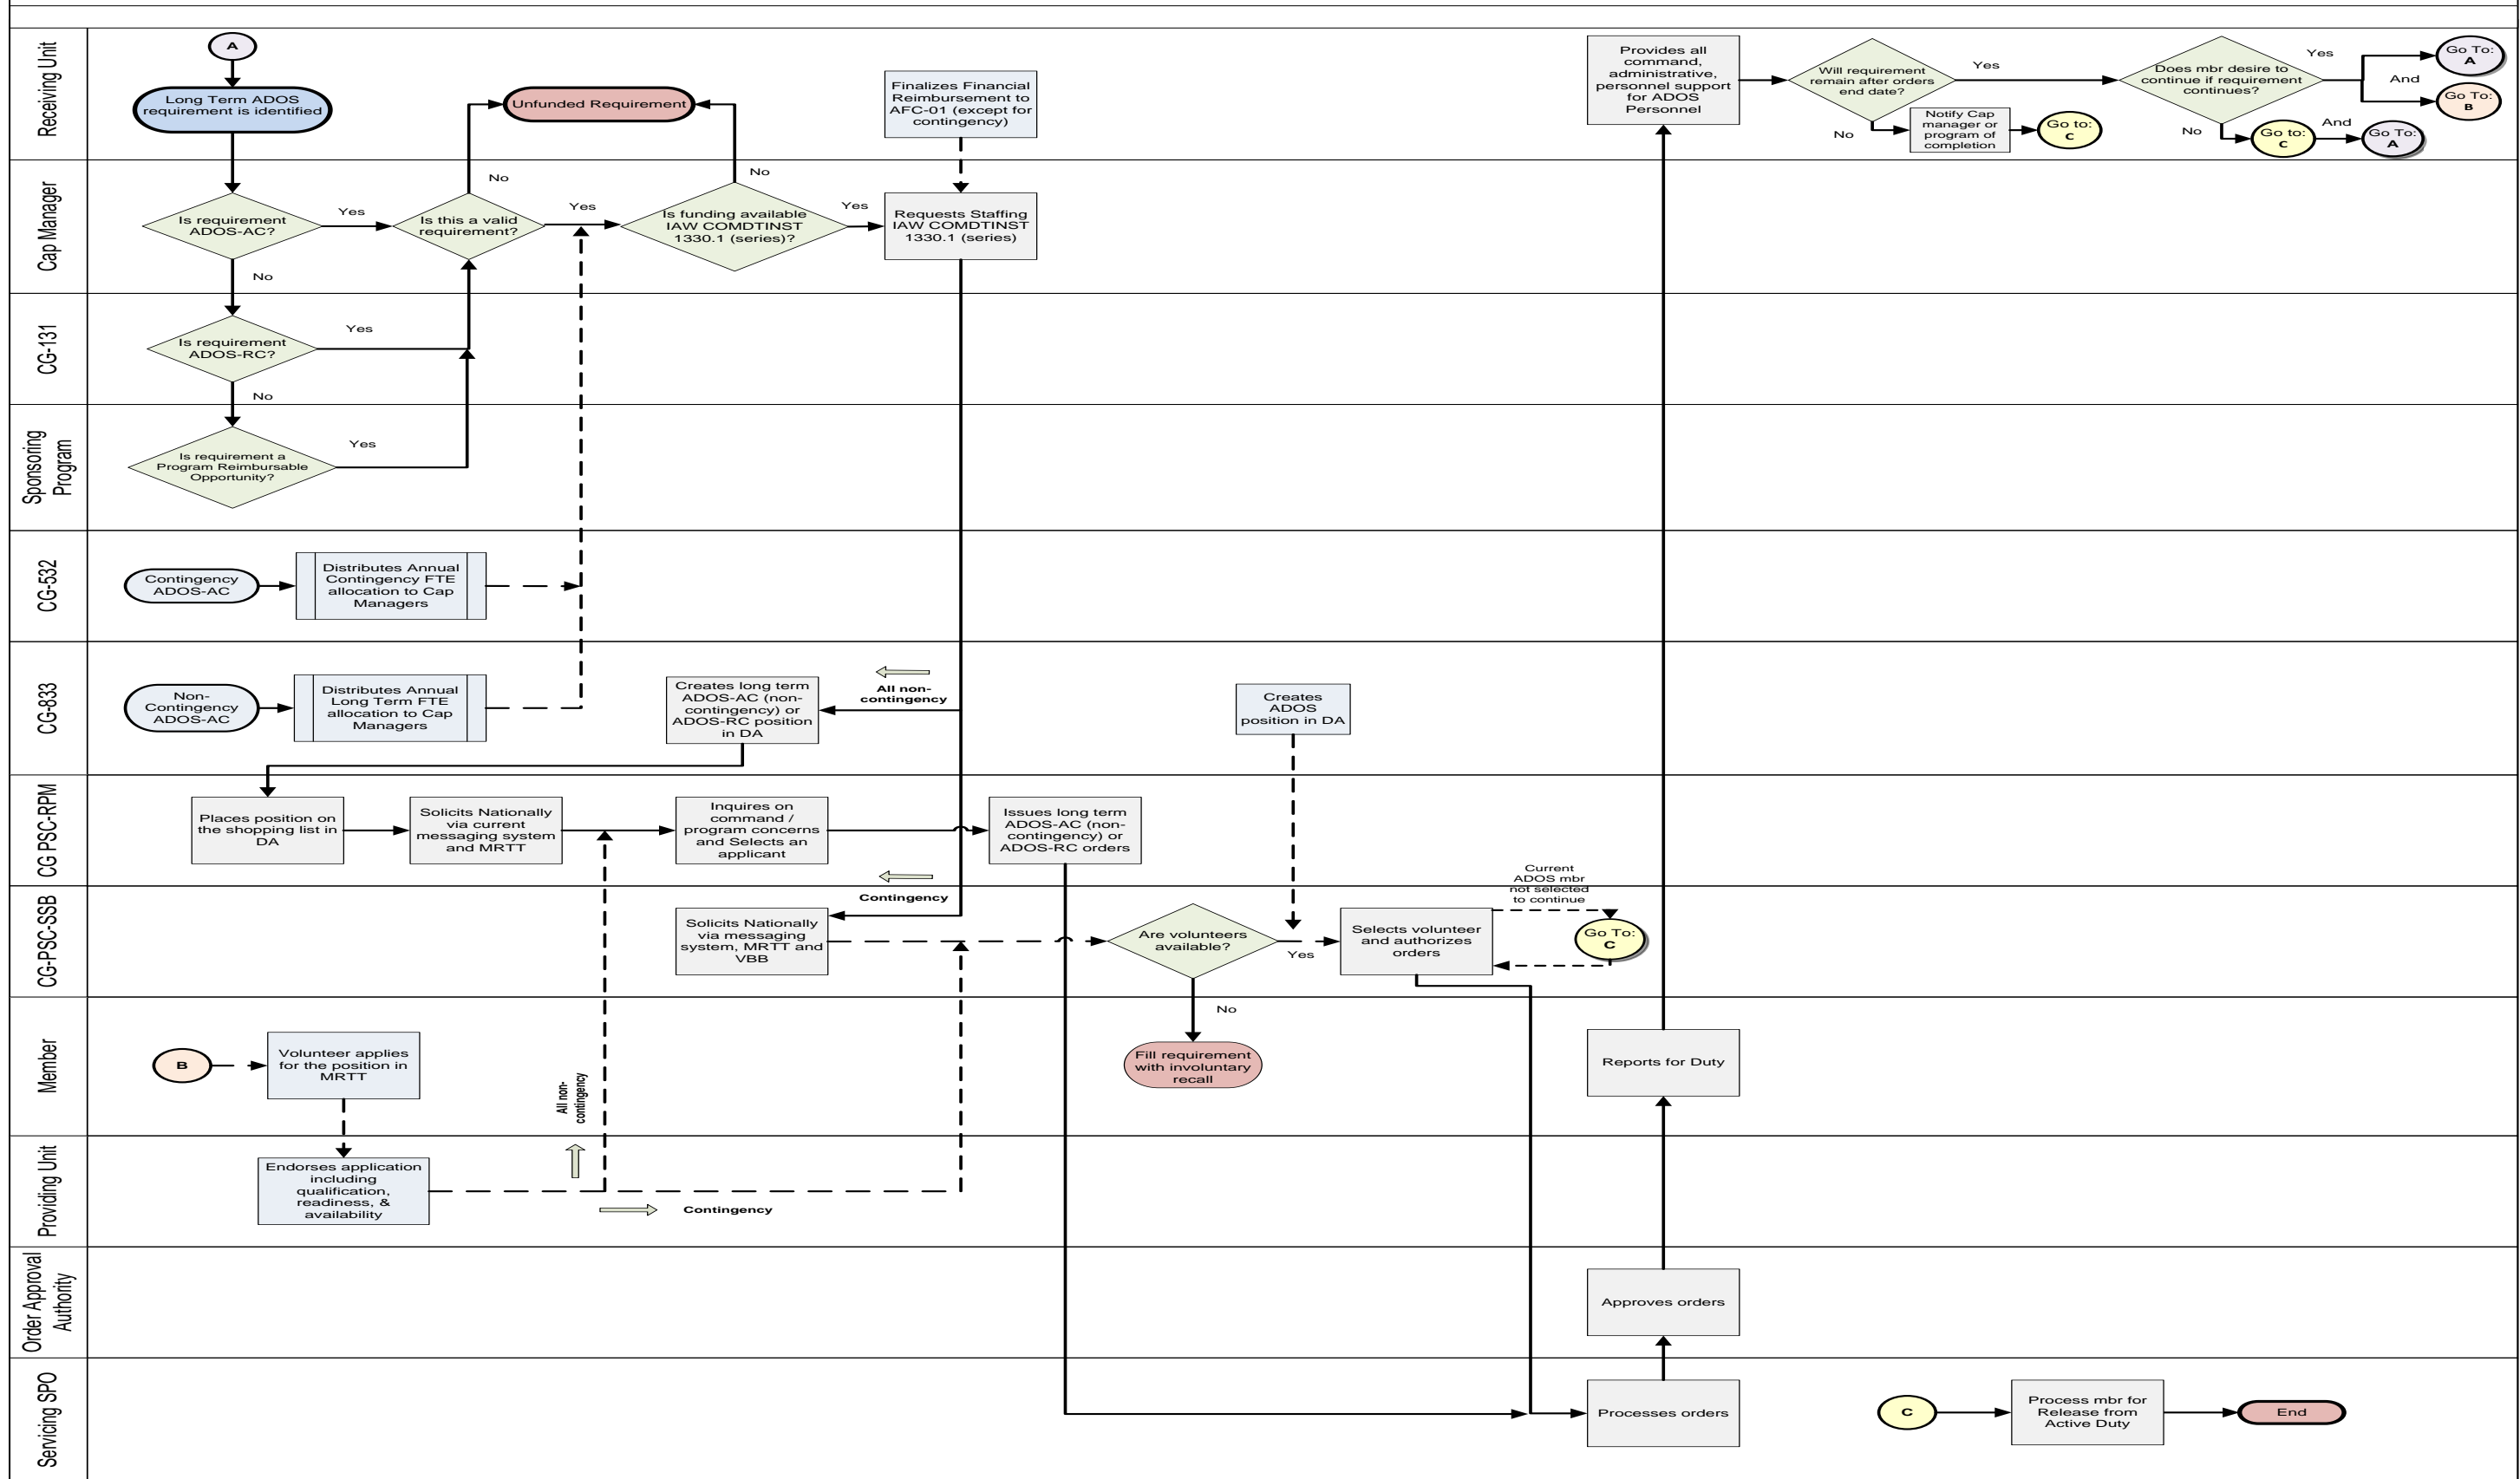 Receiving Unit
A
Long Term ADOS
requirement is identified
Unfunded Requirement
Finalizes Financial
Reimbursement to
AFC-01 (except for
contingency)
Provides all
command,
administrative,
personnel support
for ADOS
Personnel
Will requirement
remain after orders
end date?
Yes
No
Notify Cap
manager or
program of
completion
Go to:
C
Does mbr desire to
continue if requirement
continues?
Yes
And
Go To:
A
Go To:
B
No
Go to:
C
And
Go To:
A
Cap Manager
Is requirement
ADOS-AC?
Yes
No
Is this a valid
requirement?
No
Yes
Is funding available
IAW COMDTINST
1330.1 (series)?
No
Yes
Requests Staffing
IAW COMDTINST
1330.1 (series)
CG-131
Is requirement
ADOS-RC?
Yes
No
Sponsoring
Program
Is requirement a
Program Reimbursable
Opportunity?
Yes
CG-532
Contingency
ADOS-AC
Distributes Annual
Contingency FTE
allocation to Cap
Managers
CG-833
Non-
Contingency
ADOS-AC
Distributes Annual
Long Term FTE
allocation to Cap
Managers
Creates long term
ADOS-AC (non-
contingency) or
ADOS-RC position
in DA
All non-
contingency
Creates
ADOS
position in DA
CG PSC-RPM
Places position on
the shopping list in
DA
Solicits Nationally
via current
messaging system
and MRTT
Inquires on
command /
program concerns
and Selects an
applicant
Issues long term
ADOS-AC (non-
contingency) or
ADOS-RC orders
CG-PSC-SSB
Contingency
Solicits Nationally
via messaging
system, MRTT and
VBB
Are volunteers
available?
Yes
No
Selects volunteer
and authorizes
orders
Current
ADOS mbr
not selected
to continue
Go To:
C
Member
B
Volunteer applies
for the position in
MRTT
All non-
contingency
Fill requirement
with involuntary
recall
Reports for Duty
Providing Unit
Endorses application
including
qualification,
readiness, &
availability
Contingency
Order Approval
Authority
Approves orders
Servicing SPO
Processes orders
C
Process mbr for
Release from
Active Duty
End